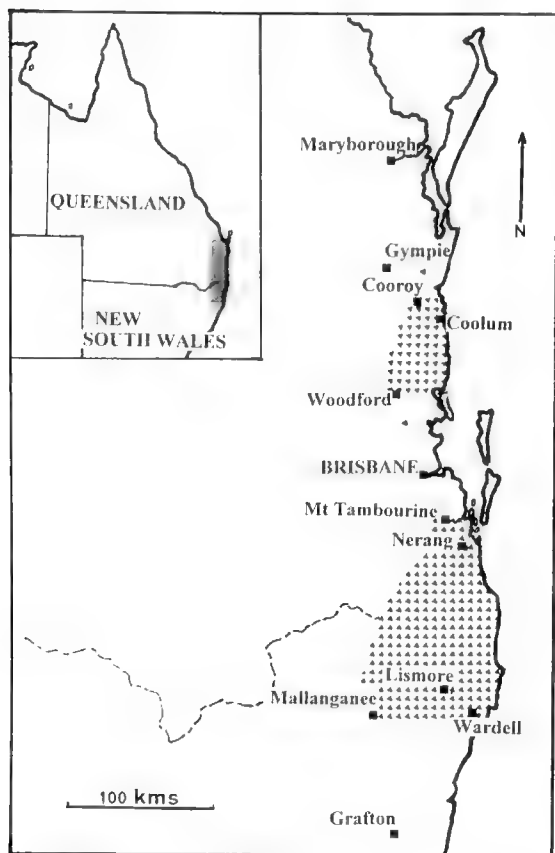 QUEENSLAND
NEW
SOUTH WALES
Maryborough
N
Gympie
Cooroy
Coolum
Woodford
BRISBANE
Mt Tambourine
Nerang
Lismore
Mallanganee
Wardell
100 kms
Grafton